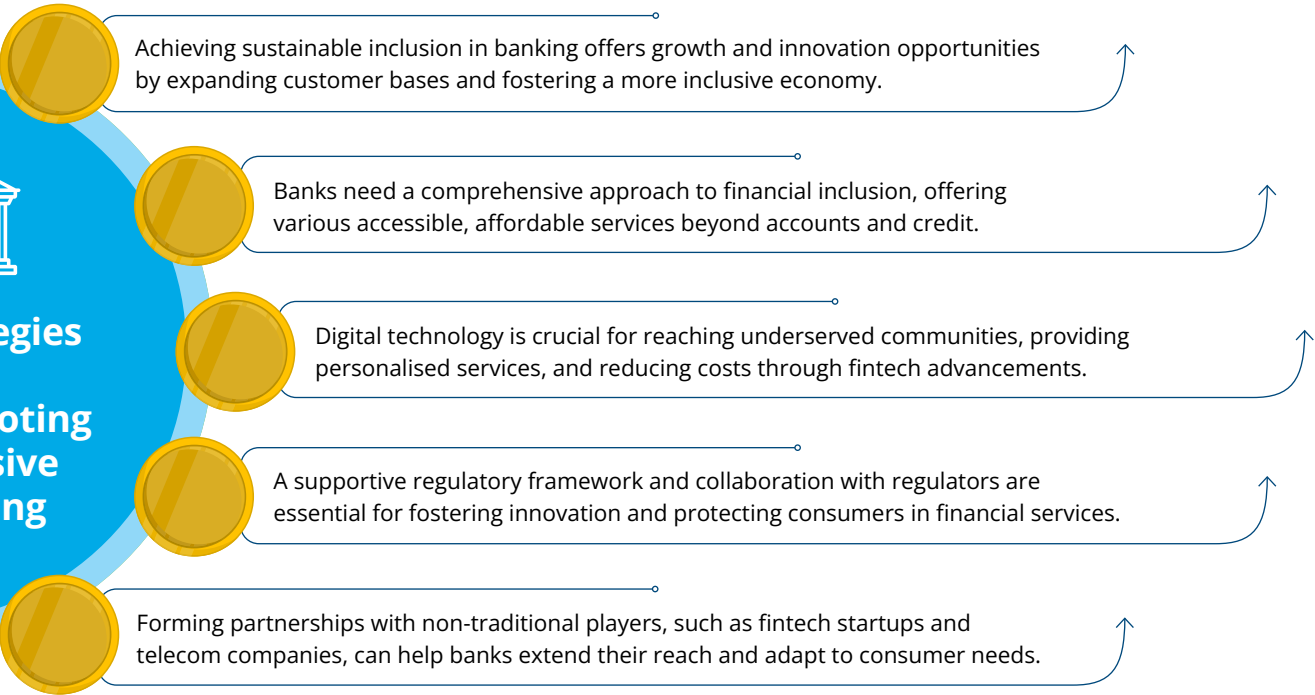 Achieving sustainable inclusion in banking offers growth and innovation opportunities
by expanding customer bases and fostering a more inclusive economy.
Banks need a comprehensive approach to financial inclusion, offering
various accessible, affordable services beyond accounts and credit.
Digital technology is crucial for reaching underserved communities, providing
personalised services, and reducing costs through fintech advancements.
A supportive regulatory framework and collaboration with regulators are
essential for fostering innovation and protecting consumers in financial services.
Forming partnerships with non-traditional players, such as fintech startups and
telecom companies, can help banks extend their reach and adapt to consumer needs.